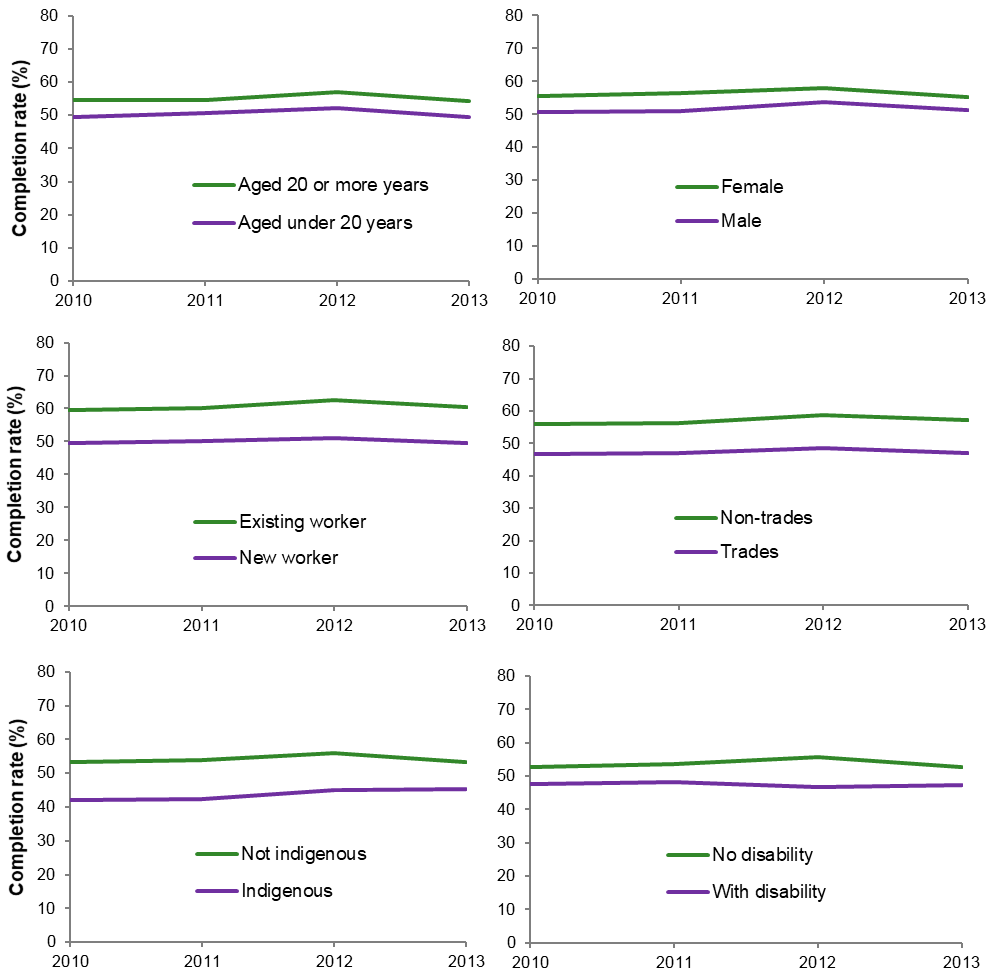 Completion rate (%)
80
70
60
50
40
30
20
10
0
2010 2011 2012 2013
Aged 20 or more years
Aged under 20 years
80
70
60
50
40
30
20
10
0
2010 2011 2012 2013
Female
Male
Completion rate (%)
80
70
60
50
40
30
20
10
0
2010 2011 2012 2013
Existing worker
New worker
80
70
60
50
40
30
20
10
0
2010 2011 2012 2013
Non-trades
Trades
Completion rate (%)
80
70
60
50
40
30
20
10
0
2010 2011 2012 2013
Not indigenous
Indigenous
80
70
60
50
40
30
20
10
0
2010 2011 2012 2013
No disability
With disability